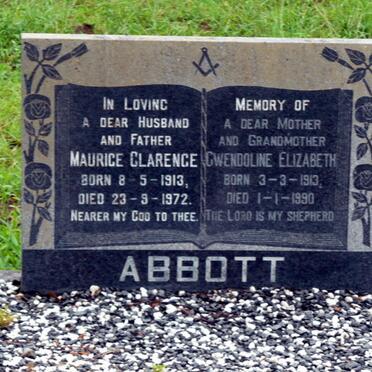 In Loving
a dear Husband
and Father
Maurice Clarence
born 8-5-1913,
died 23-9-1972.
Nearer my God to thee.
Memory of
a dear Mother
and Grandmother
Gwendoline Elizabeth
born 3-3-1913,
died 1-1-1990
The Lord is my shepherd
ABBOTT